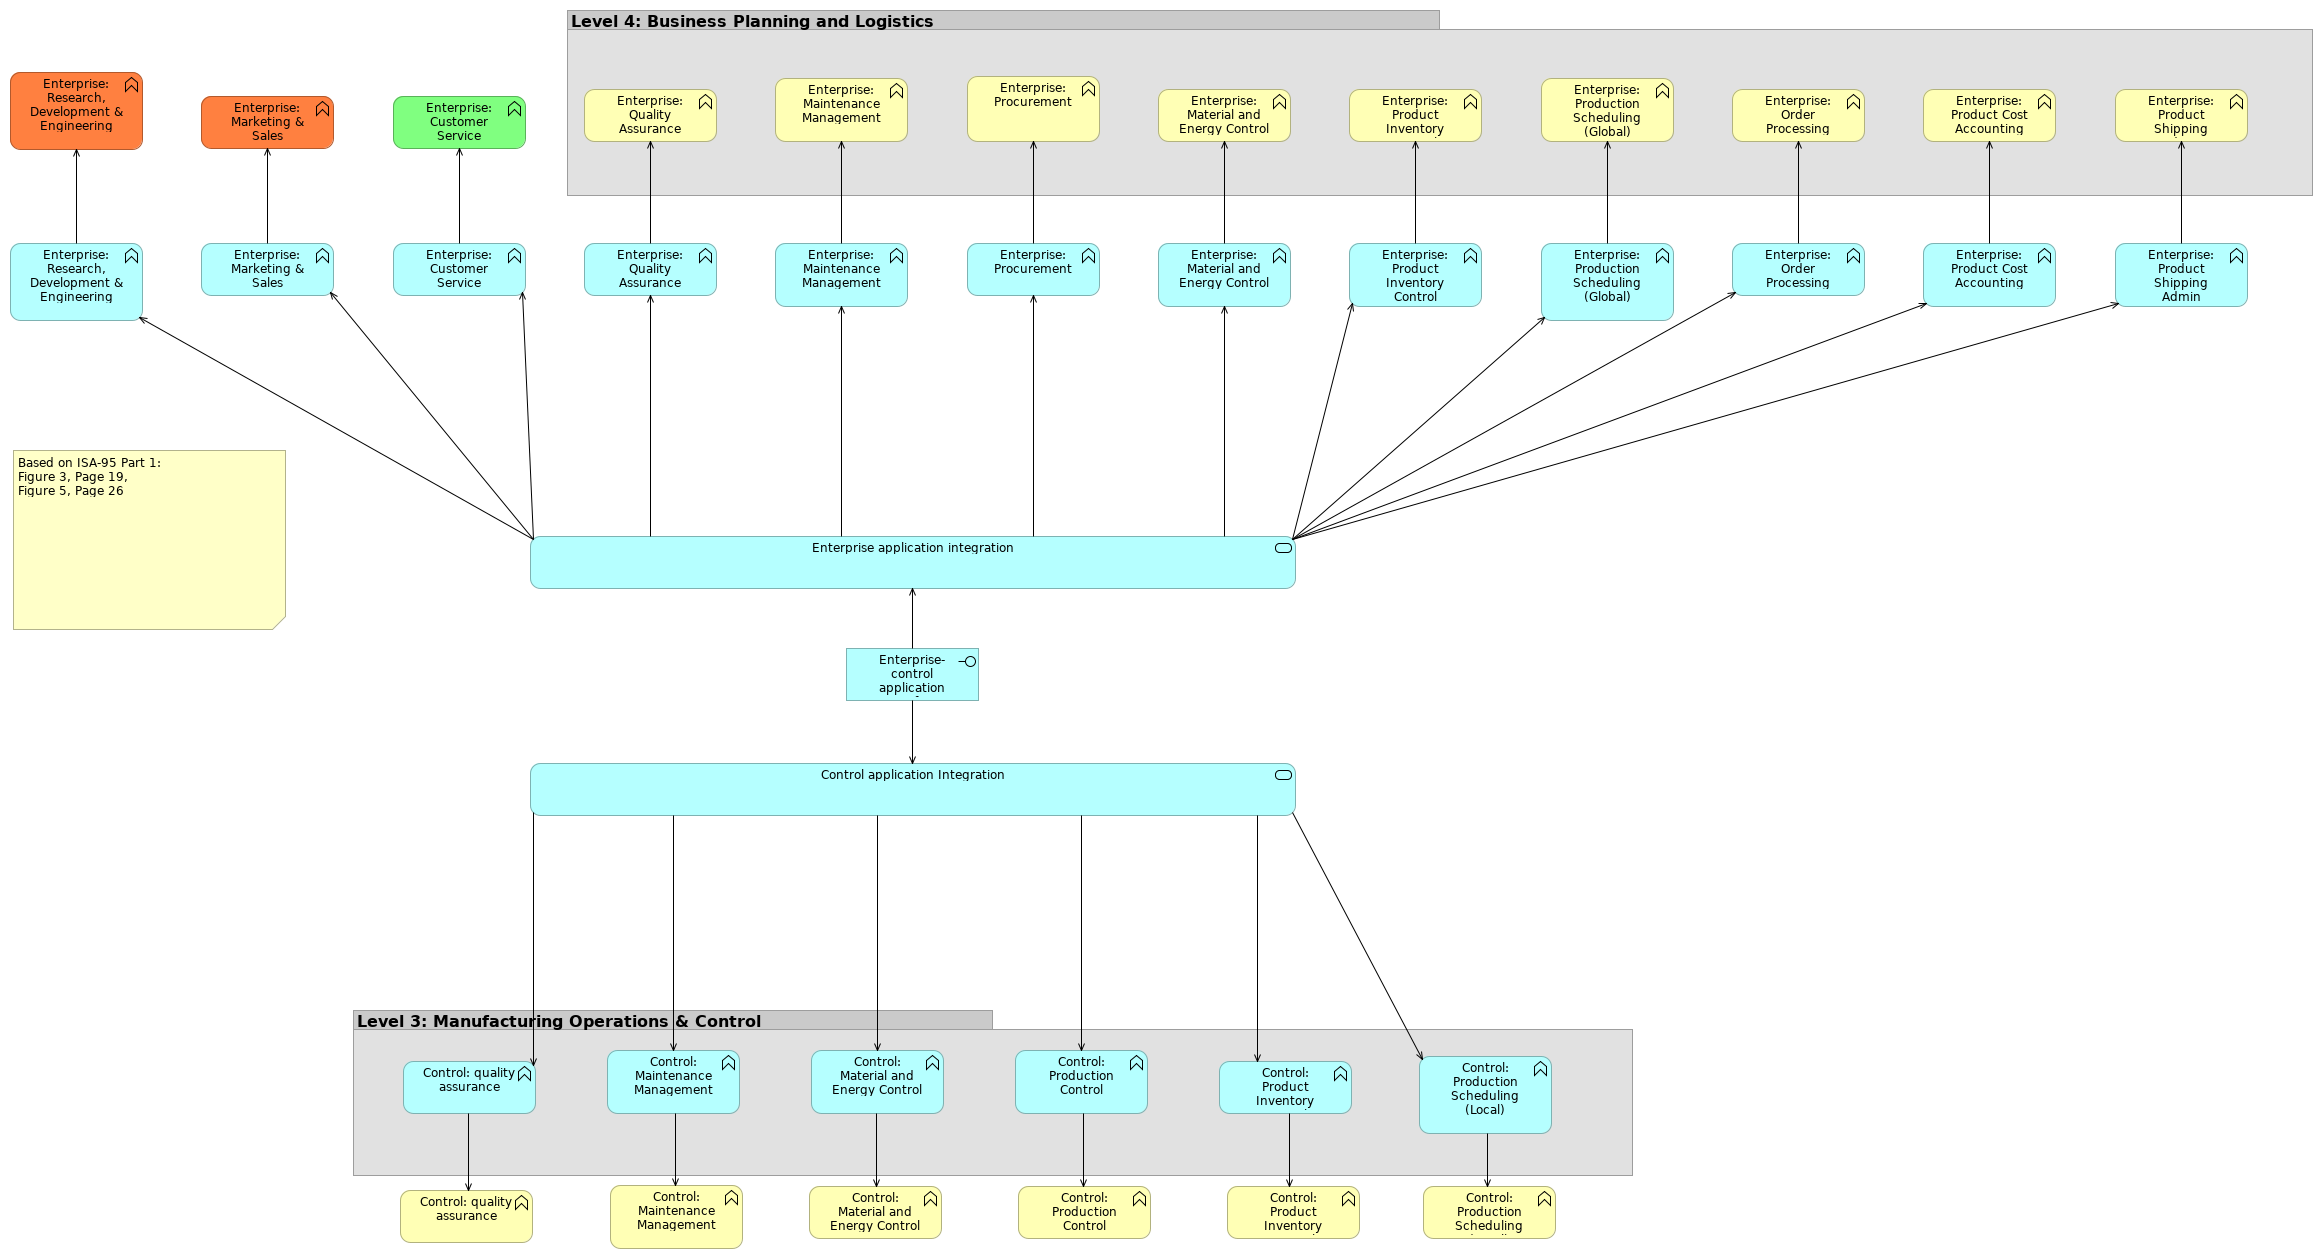 Level 4: Business Planning and Logistics
Enterprise:
Research,
Development &
Engineering
Enterprise:
Marketing &
Sales
Enterprise:
Customer
Service
Enterprise:
Quality
Assurance
Enterprise:
Maintenance
Management
Enterprise:
Procurement
Enterprise:
Material and
Energy Control
Enterprise:
Product
Inventory
Enterprise:
Production
Scheduling
(Global)
Enterprise:
Order
Processing
Enterprise:
Product Cost
Accounting
Enterprise:
Product
Shipping
Enterprise:
Research,
Development &
Engineering
Enterprise:
Marketing &
Sales
Enterprise:
Customer
Service
Enterprise:
Quality
Assurance
Enterprise:
Maintenance
Management
Enterprise:
Procurement
Enterprise:
Material and
Energy Control
Enterprise:
Product
Inventory
Control
Enterprise:
Production
Scheduling
(Global)
Enterprise:
Order
Processing
Enterprise:
Product Cost
Accounting
Enterprise:
Product
Shipping
Admin
Based on ISA-95 Part 1:
Figure 3, Page 19,
Figure 5, Page 26
Enterprise application integration
Enterprise-
control
application
Control application Integration
Level 3: Manufacturing Operations & Control
Control: quality
assurance
Control:
Maintenance
Management
Control:
Material and
Energy Control
Control:
Production
Control
Control:
Product
Inventory
Control:
Production
Scheduling
(Local)
Control: quality
assurance
Control:
Maintenance
Management
Control:
Material and
Energy Control
Control:
Production
Control
Control:
Product
Inventory
Control:
Production
Scheduling